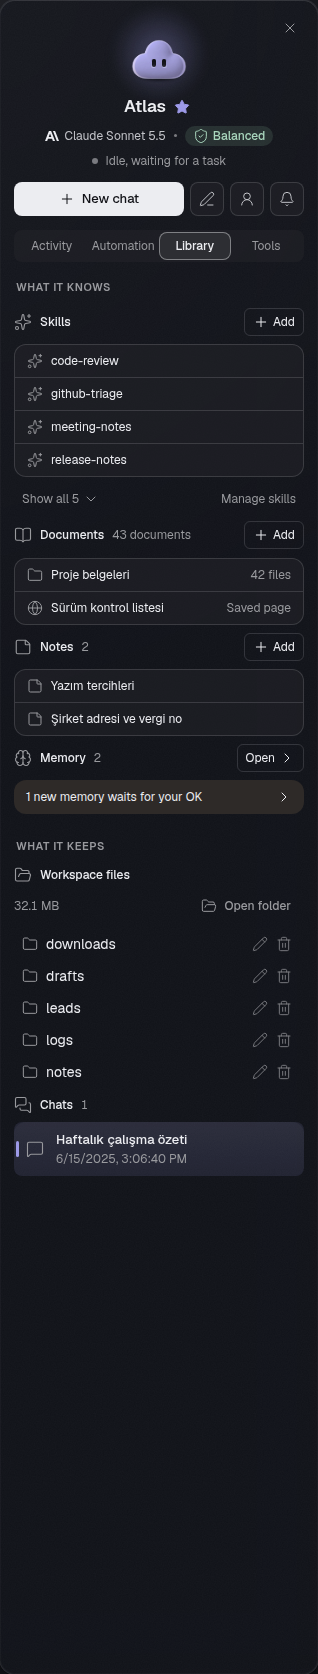 Atlas
Claude Sonnet 5.5 • Balanced
Idle, waiting for a task
New chat
Activity Automation Library Tools
WHAT IT KNOWS
Skills Add
code-review
github-triage
meeting-notes
release-notes
Show all 5 Manage skills
Documents 43 documents Add
Proje belgeleri 42 files
Sürüm kontrol listesi Saved page
Notes 2 Add
Yazım tercihleri
Şirket adresi ve vergi no
Memory 2 Open
1 new memory waits for your OK
WHAT IT KEEPS
Workspace files
32.1 MB Open folder
downloads
drafts
leads
logs
notes
Chats 1
Haftalık çalışma özeti
6/15/2025, 3:06:40 PM